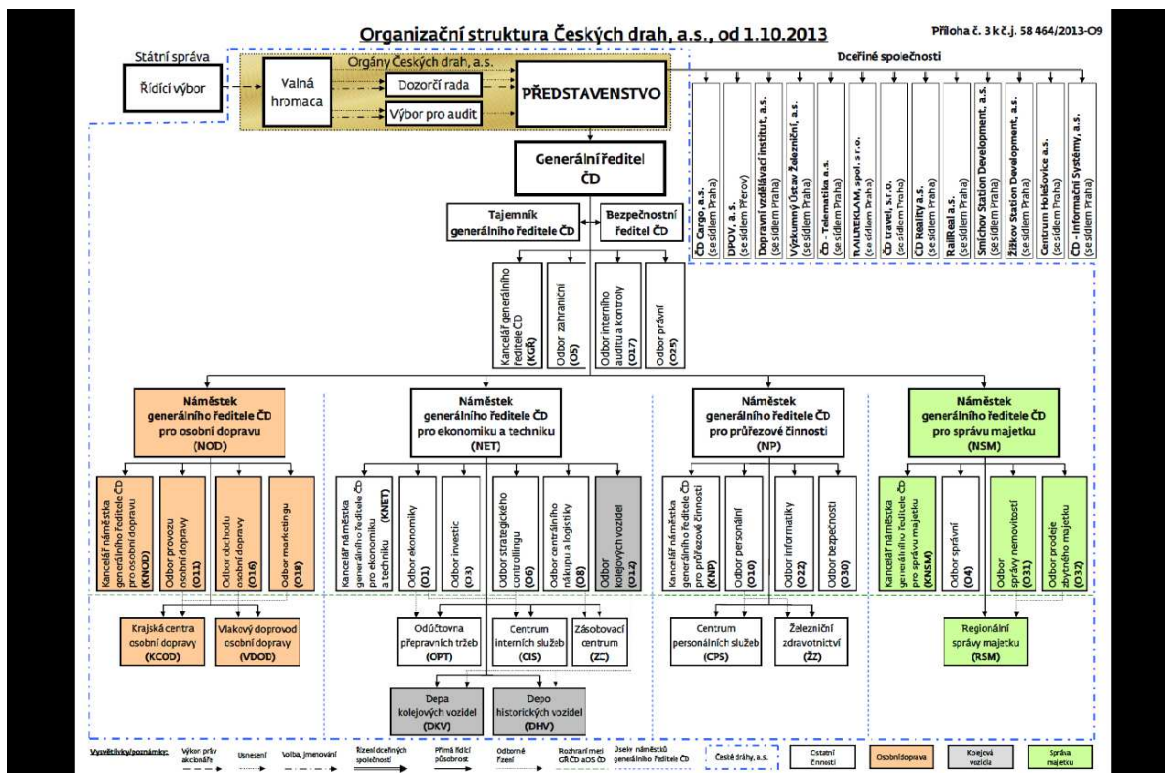 Organizační struktura Českých drah, a.s., od 1.10.2013
Příloha č. 3 k č.j. 58 464/2013-O9
Státní správa
Řídící výbor
Orgány Českých drah, a.s.
Valná
hromaca
Dozorčí rada
Výbor pro audit
PŘEDSTAVENSTVO
Dceřiné společnosti
ČD Cargo, a.s.
(se sídlem Praha)
DPOV, a. s.
(se sídlem Přerov)
Dopravní vzdělávací institut, a.s.
(se sídlem Praha)
Výzkumný Ústav Železniční, a.s.
(se sídlem Praha)
ČD - Telematika a.s.
(se sídlem Praha)
RAILREKLAM, spol. s r.o.
(se sídlem Praha)
ČD travel, s.r.o.
(se sídlem Praha)
ČD Reality a.s.
(se sídlem Praha)
RailReal a.s.
(se sídlem Praha)
Smíchov Station Development, a.s.
(se sídlem Praha)
Žižkov Station Development, a.s.
(se sídlem Praha)
Centrum Holešovice a.s.
(se sídlem Praha)
ČD - Informační Systémy, a.s.
(se sídlem Praha)
Generální ředitel
ČD
Tajemník
generálního ředitele ČD
Bezpečnostní
ředitel ČD
Kancelář generálního
ředitele ČD
(KGŘ)
Odbor zahraniční
(O5)
Odbor interního
auditu a kontroly
(O17)
Odbor právní
(O25)
Náměstek
generálního ředitele ČD
pro osobní dopravu
(NOD)
Náměstek
generálního ředitele ČD
pro ekonomiku a techniku
(NET)
Náměstek
generálního ředitele ČD
pro průřezové činnosti
(NP)
Náměstek
generálního ředitele ČD
pro správu majetku
(NSM)
Kancelář náměstka
generálního ředitele ČD
pro osobní dopravu
(KNOD)
Odbor provozu
osobní dopravy
(O11)
Odbor obchodu
osobní dopravy
(O16)
Odbor marketingu
(O18)
Kancelář náměstka
generálního ředitele ČD
pro ekonomiku
a techniku (KNET)
Odbor ekonomiky
(O1)
Odbor investic
(O3)
Odbor strategického
controllingu
(O6)
Odbor centrálního
nákupu a logistiky
(O8)
Odbor
kolejových vozidel
(O12)
Kancelář náměstka
generálního ředitele ČD
pro průřezové činnosti
(KNP)
Odbor personální
(O10)
Odbor informatiky
(O22)
Odbor bezpečnosti
(O30)
Kancelář náměstka
generálního ředitele ČD
pro správu majetku
(KNSM)
Odbor správní
(O4)
Odbor
správy nemovitostí
(O31)
Odbor prodeje
zbytného majetku
(O32)
Krajská centra
osobní dopravy
(KCOD)
Vlakový doprovod
osobní dopravy
(VDOD)
Odúčtovna
přepravních tržeb
(OPT)
Centrum
interních služeb
(CIS)
Zásobovací
centrum
(ZC)
Centrum
personálních služeb
(CPS)
Železniční
zdravotnictví
(ŽZ)
Regionální
správy majetku
(RSM)
Depa
kolejových vozidel
(DKV)
Depo
historických vozidel
(DHV)
Vysvětlivky/poznámky:
Výkon práv
akcionáře
Usnesení
Volba, jmenování
Řízení dceřiných
společností
Přímá řídící
působnost
Odborné
řízení
Rozhraní mezi
GŘ ČD a OS ČD
Úseky náměstků
generálního ředitele ČD
České dráhy, a.s.
Ostatní
činnosti
Osobní doprava
Kolejová
vozidla
Správa
majetku